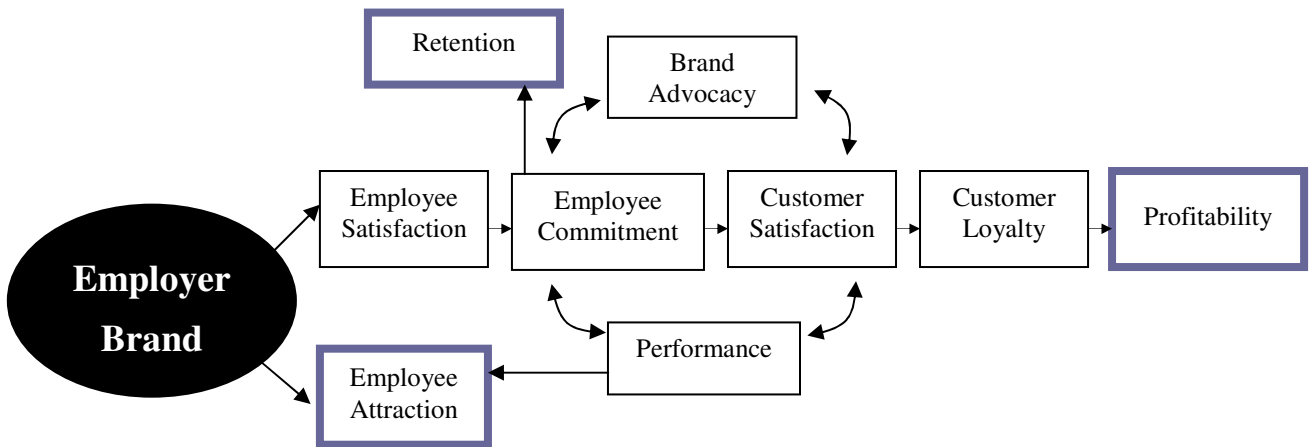 Retention
Brand
Advocacy
Employee
Satisfaction
Employee
Commitment
Customer
Satisfaction
Customer
Loyalty
Profitability
Employer
Brand
Performance
Employee
Attraction